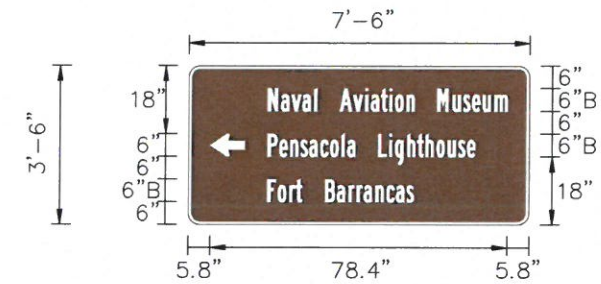 7'-6"
3'-6"
18"
6"
6"
6"B
6"
Naval Aviation Museum
Pensacola Lighthouse
Fort Barrancas
6"
6"B
6"
6"B
18"
5.8"
78.4"
5.8"